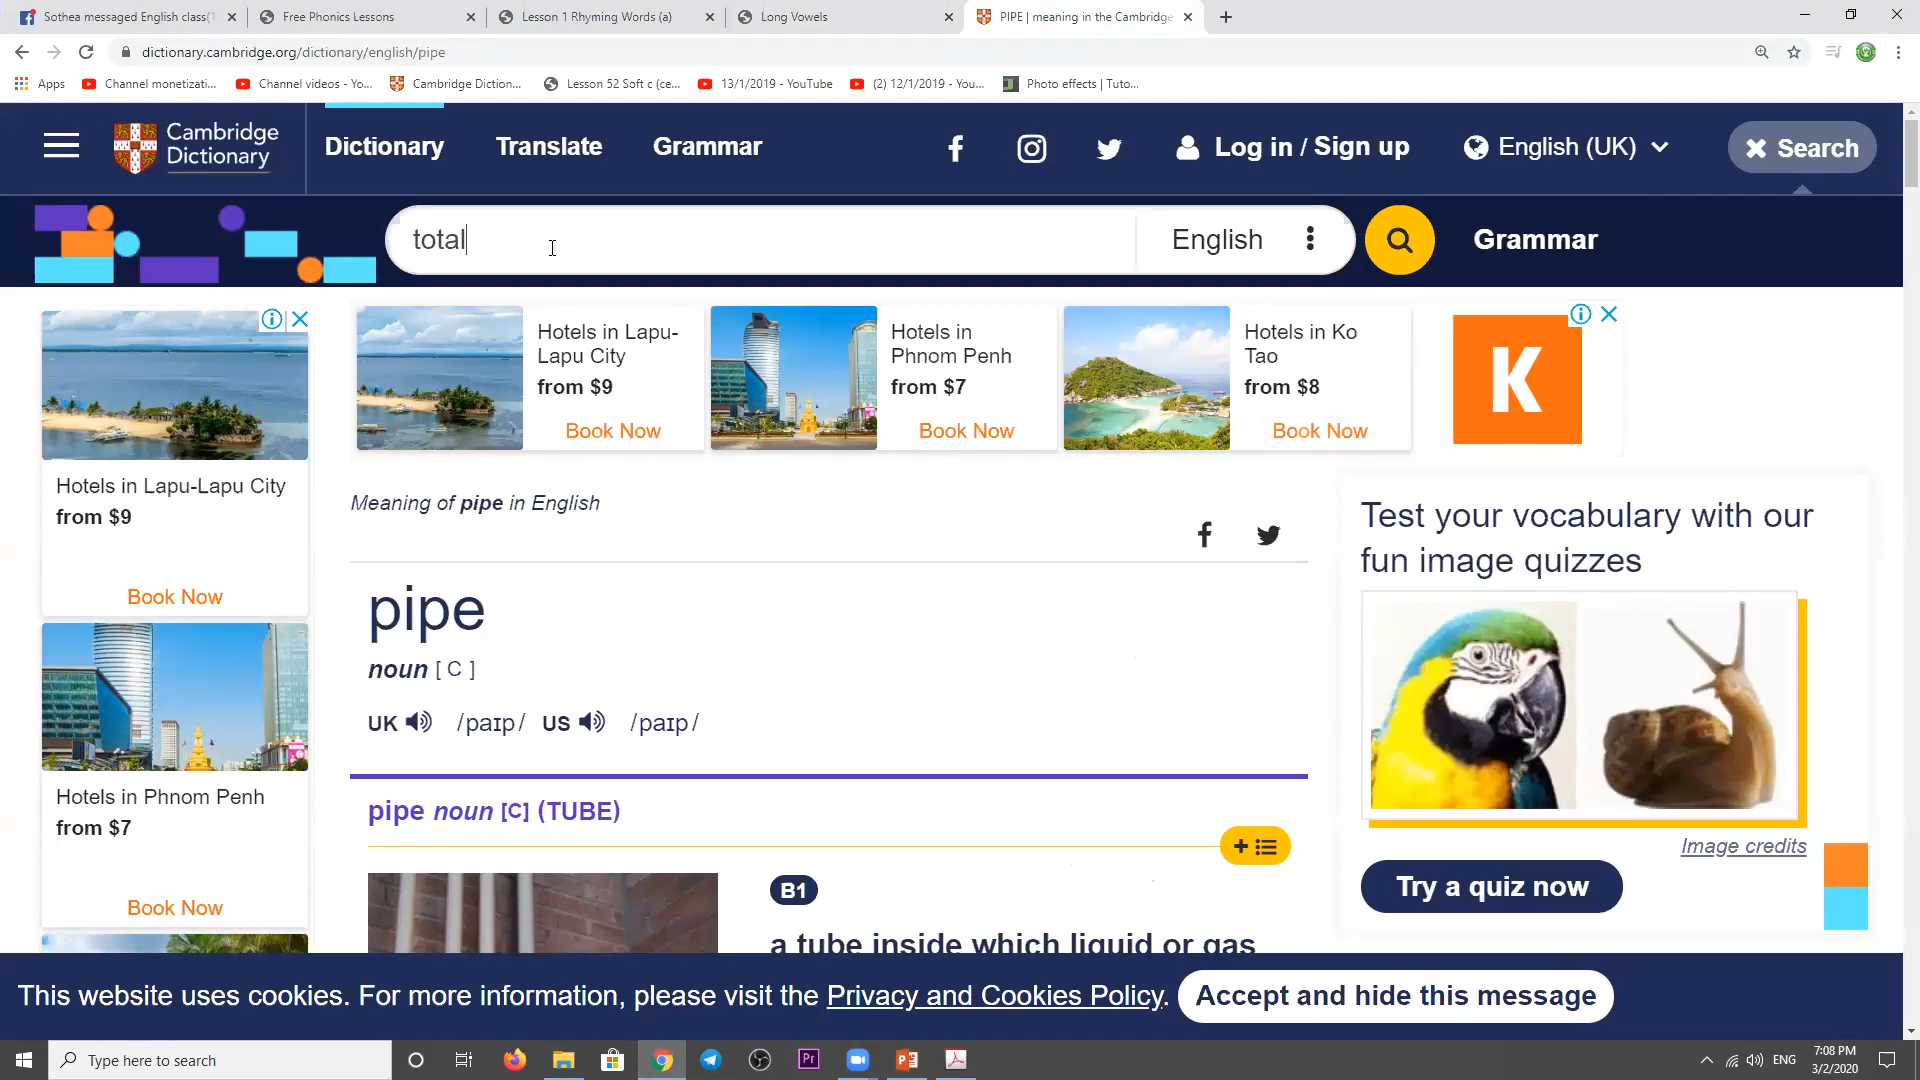 Sothea messaged English class(1
Free Phonics Lessons
Lesson 1 Rhyming Words (a)
Long Vowels
PIPE | meaning in the Cambridge
dictionary.cambridge.org/dictionary/english/pipe
Apps
Channel monetizati...
Channel videos - Yo...
Cambridge Diction...
Lesson 52 Soft c (ce...
13/1/2019 - YouTube
(2) 12/1/2019 - You...
Photo effects | Tuto...
Cambridge
Dictionary
Dictionary
Translate
Grammar
Log in / Sign up
English (UK)
Search
total
English
Grammar
Hotels in Lapu-Lapu City
from $9
Book Now
Hotels in Phnom Penh
from $7
Book Now
Hotels in Lapu-
Lapu City
from $9
Book Now
Hotels in
Phnom Penh
from $7
Book Now
Hotels in Ko
Tao
from $8
Book Now
K
Meaning of pipe in English
pipe
noun [ C ]
UK /paɪp/ US /paɪp/
pipe noun [C] (TUBE)
B1
a tube inside which liquid or gas
Test your vocabulary with our
fun image quizzes
Image credits
Try a quiz now
This website uses cookies. For more information, please visit the Privacy and Cookies Policy.
Accept and hide this message
Type here to search
Pr
ENG
7:08 PM
3/2/2020